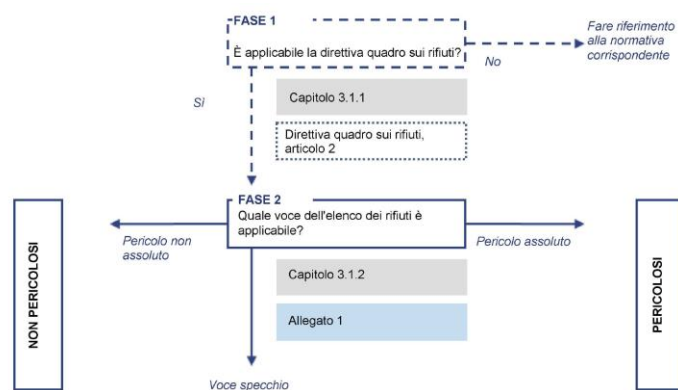 FASE 1
È applicabile la direttiva quadro sui rifiuti?
Fare riferimento
alla normativa
corrispondente
No
Sì
Capitolo 3.1.1
Direttiva quadro sui rifiuti,
articolo 2
FASE 2
Quale voce dell'elenco dei rifiuti è
applicabile?
Pericolo non
assoluto
Pericolo assoluto
NON PERICOLOSI
PERICOLOSI
Capitolo 3.1.2
Allegato 1
Voce specchio